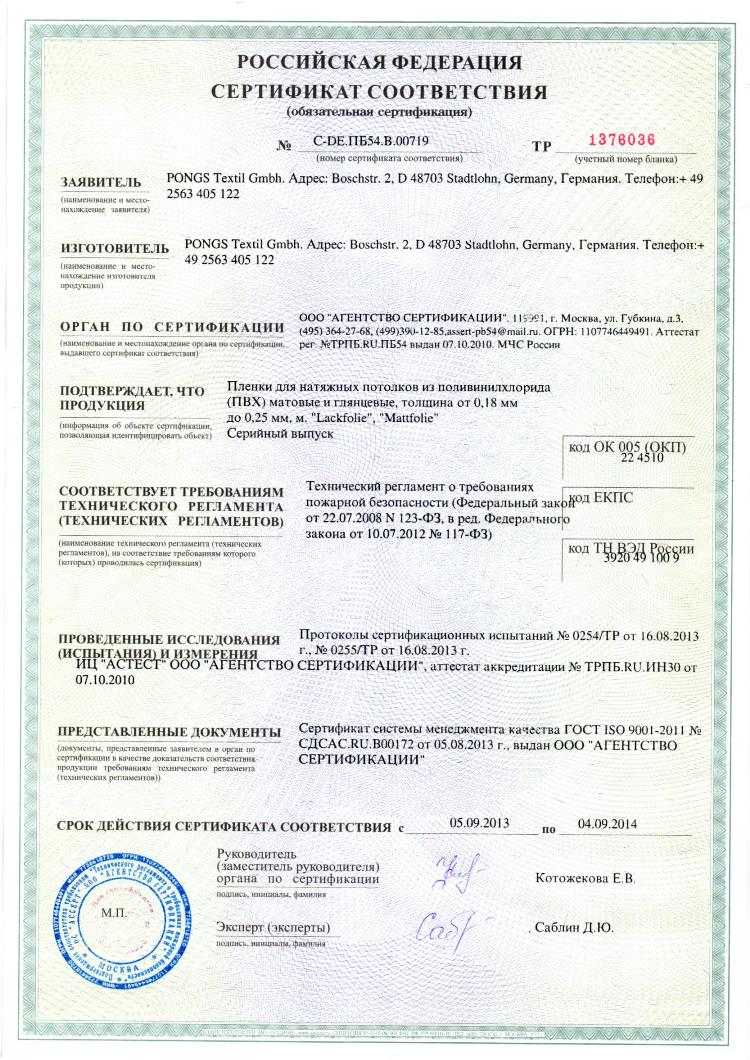 РОССИЙСКАЯ ФЕДЕРАЦИЯ
СЕРТИФИКАТ СООТВЕТСТВИЯ
(обязательная сертификация)
№ C-DE.ПБ54.В.00719
(номер сертификата соответствия)
ТР 1376036
(учетный номер бланка)
ЗАЯВИТЕЛЬ
(наименование и место-
нахождение заявителя)
PONGS Textil Gmbh. Адрес: Boschstr. 2, D 48703 Stadtlohn, Germany, Германия. Телефон:+ 49
2563 405 122
ИЗГОТОВИТЕЛЬ
(наименование и место-
нахождение изготовителя
продукции)
PONGS Textil Gmbh. Адрес: Boschstr. 2, D 48703 Stadtlohn, Germany, Германия. Телефон:+
49 2563 405 122
ОРГАН ПО СЕРТИФИКАЦИИ
(наименование и местонахождение органа по сертификации,
выдавшего сертификат соответствия)
ООО "АГЕНТСТВО СЕРТИФИКАЦИИ". г. Москва, ул. Губкина, д.3,
(495) 364-27-68, (499)390-12-85,assert-pb54@mail.ru. ОГРН: 1107746449491. Аттестат
рег. №ТРПБ.RU.ПБ54 выдан 07.10.2010. МЧС России
ПОДТВЕРЖДАЕТ, ЧТО
ПРОДУКЦИЯ
(информация об объекте сертификации,
позволяющая идентифицировать объект)
Пленки для натяжных потолков из поливинилхлорида
(ПВХ) матовые и глянцевые, толщина от 0,18 мм
до 0,25 мм, м. "Lackfolie", "Mattfolie"
Серийный выпуск
код ОК 005 (ОКП)
22 4510
СООТВЕТСТВУЕТ ТРЕБОВАНИЯМ
ТЕХНИЧЕСКОГО РЕГЛАМЕНТА
(ТЕХНИЧЕСКИХ РЕГЛАМЕНТОВ)
(наименование технического регламента (технических
регламентов), на соответствие требованиям которого
(которых) проводилась сертификация)
Технический регламент о требованиях
пожарной безопасности (Федеральный закон
от 22.07.2008 N 123-ФЗ, в ред. Федерального
закона от 10.07.2012 № 117-ФЗ)
код ЕКПС
код ТН ВЭД России
3920 49 100 9
ПРОВЕДЕННЫЕ ИССЛЕДОВАНИЯ
(ИСПЫТАНИЯ) И ИЗМЕРЕНИЯ
Протоколы сертификационных испытаний № 0254/ТР от 16.08.2013
г., № 0255/ТР от 16.08.2013 г.
ИЦ "АСТЕСТ" ООО "АГЕНТСТВО СЕРТИФИКАЦИИ", аттестат аккредитации № ТРПБ.RU.ИН30 от
07.10.2010
ПРЕДСТАВЛЕННЫЕ ДОКУМЕНТЫ
(документы, представленные заявителем в орган по
сертификации в качестве доказательств соответствия
продукции требованиям технического регламента
(технических регламентов))
Сертификат системы менеджмента качества ГОСТ ISO 9001-2011 №
СДСАС.RU.В00172 от 05.08.2013 г., выдан ООО "АГЕНТСТВО
СЕРТИФИКАЦИИ"
СРОК ДЕЙСТВИЯ СЕРТИФИКАТА СООТВЕТСТВИЯ с 05.09.2013 по 04.09.2014
Руководитель
(заместитель руководителя)
органа по сертификации
подпись, инициалы, фамилия
Котожекова Е.В.
М.П.
Эксперт (эксперты)
подпись, инициалы, фамилия
. Саблин Д.Ю.
МОСКВА